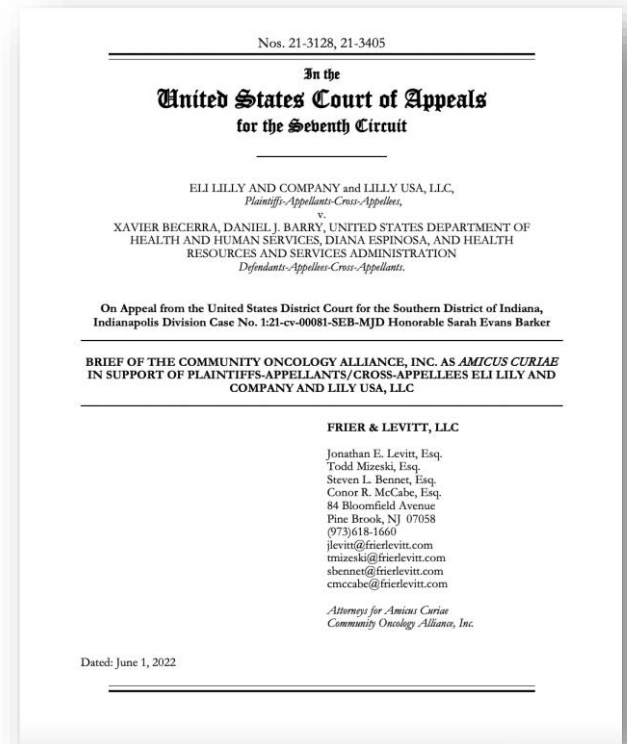 Nos. 21-3128, 21-3405
In the
United States Court of Appeals
for the Seventh Circuit
ELI LILLY AND COMPANY and LILLY USA, LLC,
Plaintiffs-Appellants-Cross-Appellees,
v.
XAVIER BECERRA, DANIEL J. BARRY, UNITED STATES DEPARTMENT OF
HEALTH AND HUMAN SERVICES, DIANA ESPINOSA, AND HEALTH
RESOURCES AND SERVICES ADMINISTRATION
Defendants-Appellees-Cross-Appellants.
On Appeal from the United States District Court for the Southern District of Indiana,
Indianapolis Division Case No. 1:21-cv-00081-SEB-MJD Honorable Sarah Evans Barker
BRIEF OF THE COMMUNITY ONCOLOGY ALLIANCE, INC. AS AMICUS CURIAE
IN SUPPORT OF PLAINTIFFS-APPELLANTS/CROSS-APPELLEES ELI LILY AND
COMPANY AND LILY USA, LLC
FRIER & LEVITT, LLC
Jonathan E. Levitt, Esq.
Todd Mizeski, Esq.
Steven L. Bennet, Esq.
Conor R. McCabe, Esq.
84 Bloomfield Avenue
Pine Brook, NJ 07058
(973)618-1660
jlevitt@frierlevitt.com
tmizeski@frierlevitt.com
sbennet@frierlevitt.com
cmccabe@frierlevitt.com
Attorneys for Amicus Curiae
Community Oncology Alliance, Inc.
Dated: June 1, 2022